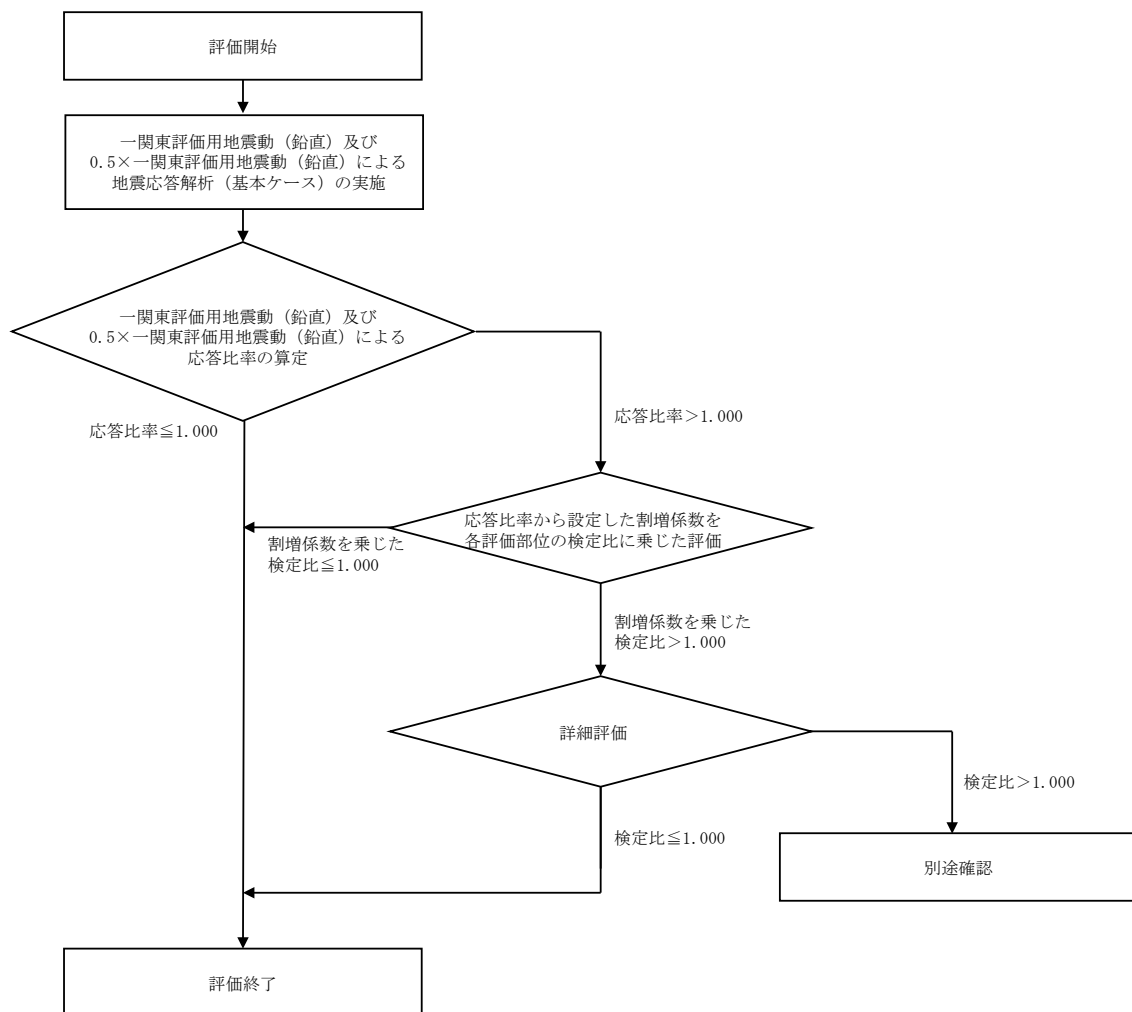 評価開始
一関東評価用地震動（鉛直）及び
0.5×一関東評価用地震動（鉛直）による
地震応答解析（基本ケース）の実施
一関東評価用地震動（鉛直）及び
0.5×一関東評価用地震動（鉛直）による
応答比率の算定
応答比率≦1.000
応答比率＞1.000
応答比率から設定した割増係数を
各評価部位の検定比に乗じた評価
割増係数を乗じた
検定比≦1.000
割増係数を乗じた
検定比＞1.000
詳細評価
検定比＞1.000
検定比≦1.000
別途確認
評価終了